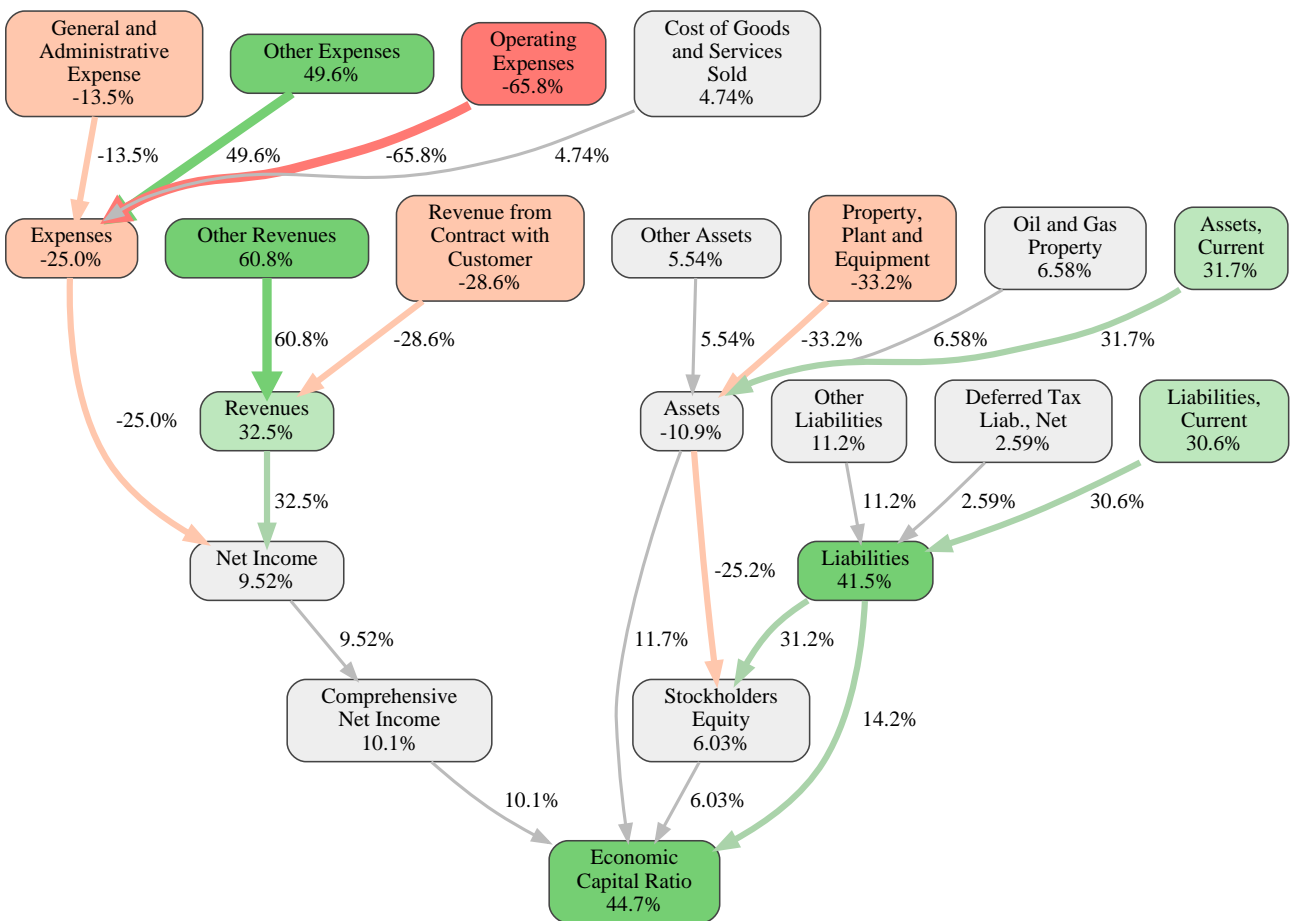 General and
Administrative
Expense
-13.5%
Other Expenses
49.6%
Operating
Expenses
-65.8%
Cost of Goods
and Services
Sold
4.74%
-13.5%
49.6%
-65.8%
4.74%
Expenses
-25.0%
Other Revenues
60.8%
Revenue from
Contract with
Customer
-28.6%
Other Assets
5.54%
Property,
Plant and
Equipment
-33.2%
Oil and Gas
Property
6.58%
Assets,
Current
31.7%
60.8%
-28.6%
5.54%
-33.2%
6.58%
31.7%
-25.0%
Revenues
32.5%
Assets
-10.9%
Other
Liabilities
11.2%
Deferred Tax
Liab., Net
2.59%
Liabilities,
Current
30.6%
32.5%
11.2%
2.59%
30.6%
Net Income
9.52%
-25.2%
Liabilities
41.5%
9.52%
11.7%
31.2%
Comprehensive
Net Income
10.1%
Stockholders
Equity
6.03%
14.2%
10.1%
6.03%
Economic
Capital Ratio
44.7%